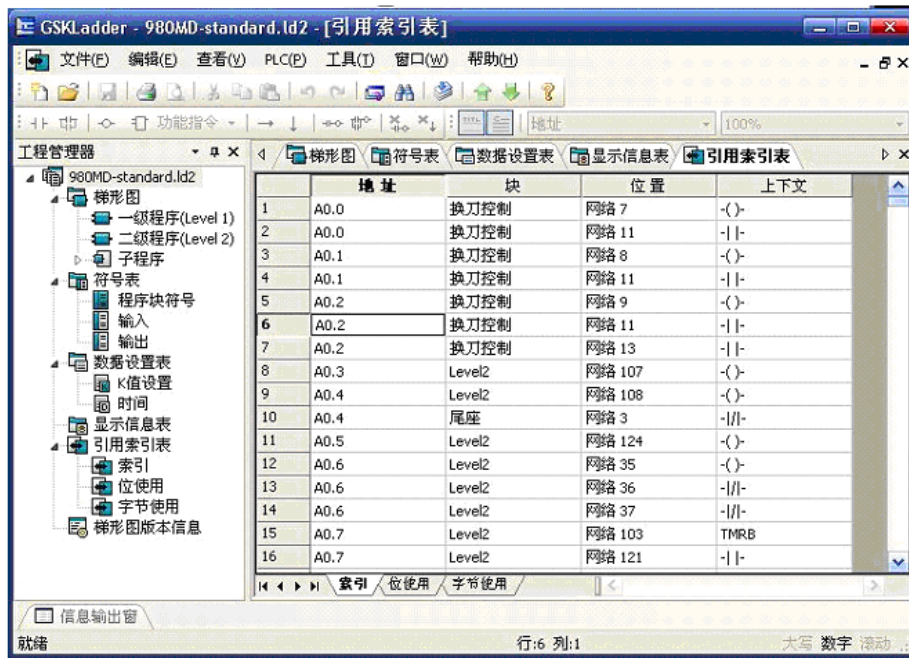 GSKLadder - 980MD-standard.ld2 - [引用索引表]
文件(F) 编辑(E) 查看(V) PLC(P) 工具(T) 窗口(W) 帮助(H)
功能指令 地址 100%
工程管理器
梯形图 符号表 数据设置表 显示信息表 引用索引表
980MD-standard.ld2
梯形图
一级程序(Level 1)
二级程序(Level 2)
子程序
符号表
程序块符号
输入
输出
数据设置表
K值设置
时间
显示信息表
引用索引表
索引
位使用
字节使用
梯形图版本信息
地址 块 位置 上下文
1 A0.0 换刀控制 网络 7 -( )-
2 A0.0 换刀控制 网络 11 -| |-
3 A0.1 换刀控制 网络 8 -( )-
4 A0.1 换刀控制 网络 11 -| |-
5 A0.2 换刀控制 网络 9 -( )-
6 A0.2 换刀控制 网络 11 -| |-
7 A0.2 换刀控制 网络 13 -| |-
8 A0.3 Level2 网络 107 -( )-
9 A0.4 Level2 网络 108 -( )-
10 A0.4 尾座 网络 3 -|/|-
11 A0.5 Level2 网络 124 -( )-
12 A0.6 Level2 网络 35 -( )-
13 A0.6 Level2 网络 36 -|/|-
14 A0.6 Level2 网络 37 -|/|-
15 A0.7 Level2 网络 103 TMRB
16 A0.7 Level2 网络 121 -| |-
索引 位使用 字节使用
信息输出窗
就绪 行:6 列:1 大写 数字 滚动